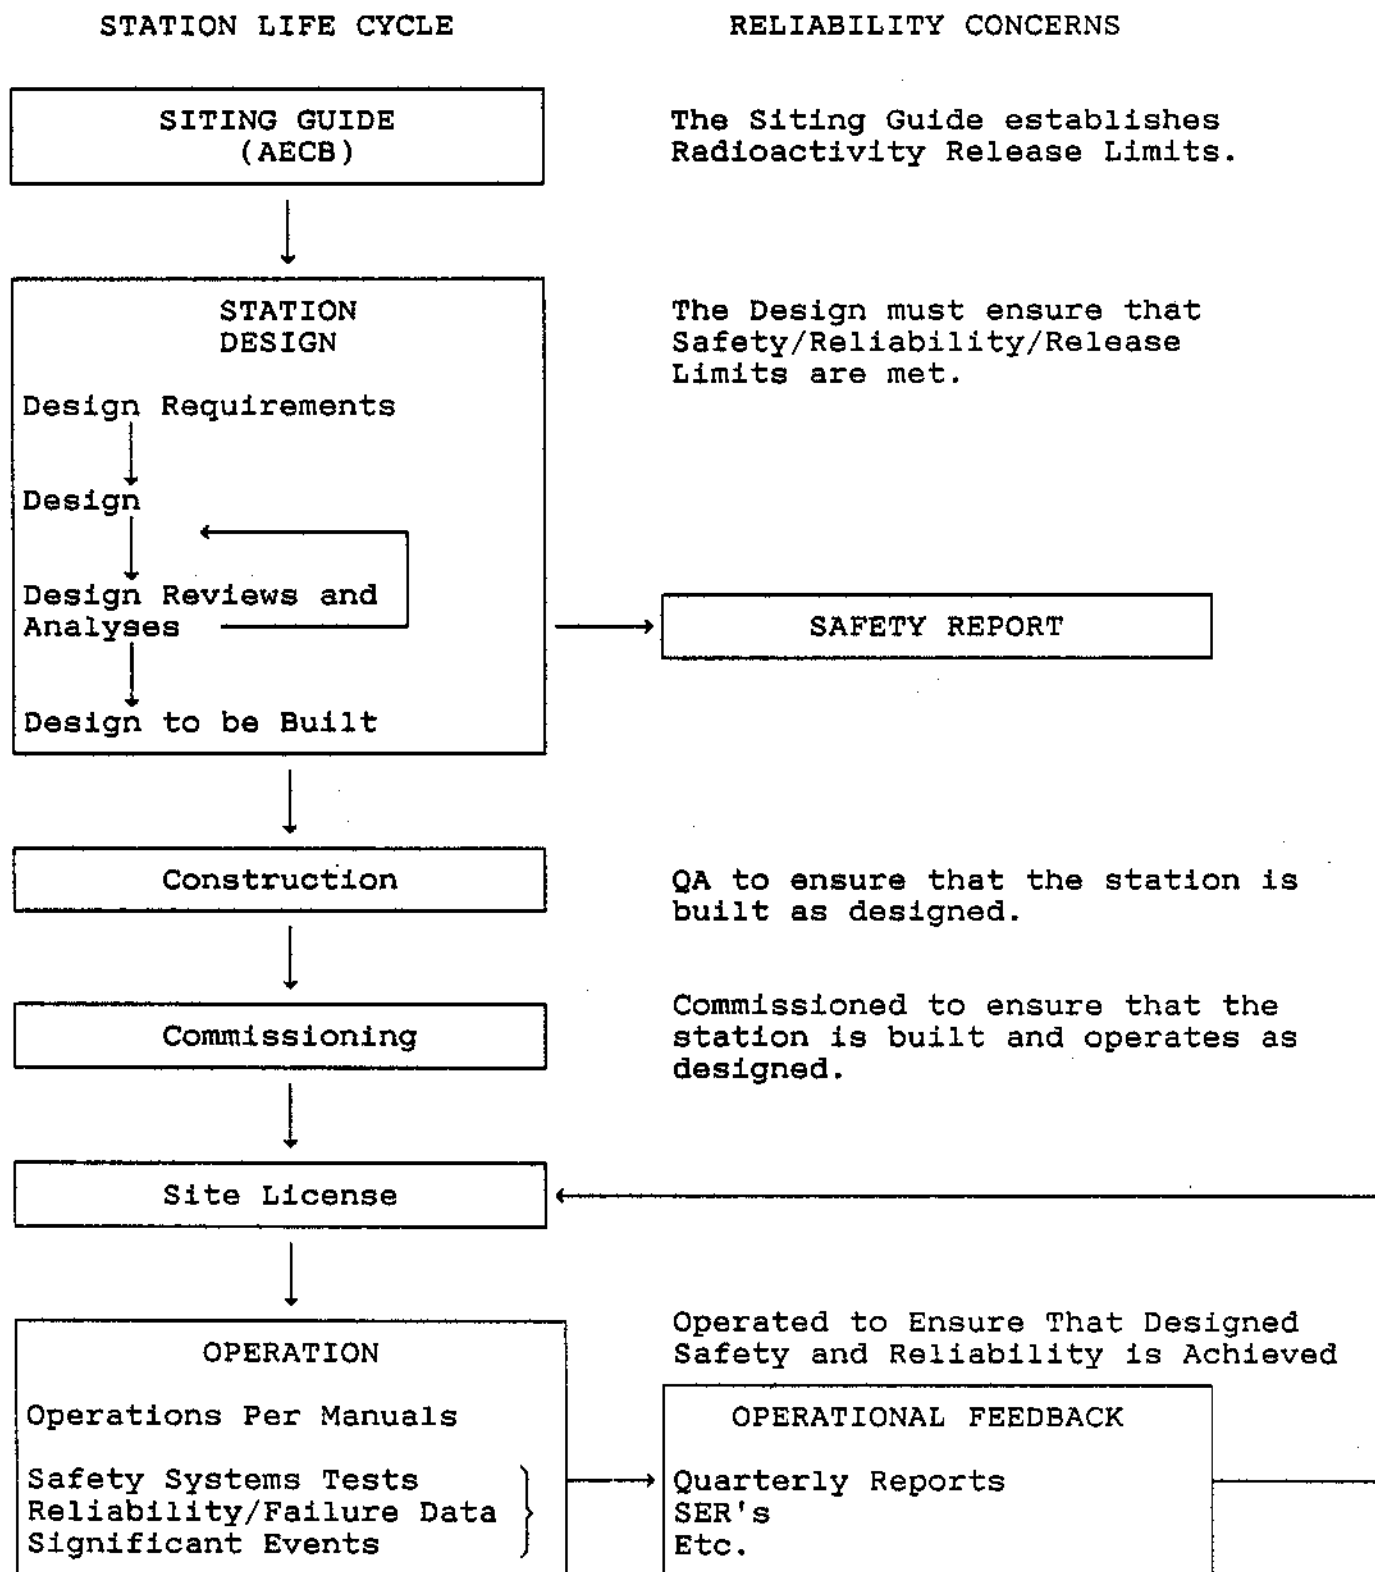 STATION LIFE CYCLE
RELIABILITY CONCERNS
SITING GUIDE
(AECB)
The Siting Guide establishes
Radioactivity Release Limits.
STATION
DESIGN
The Design must ensure that
Safety/Reliability/Release
Limits are met.
Design Requirements
Design
Design Reviews and
Analyses
SAFETY REPORT
Design to be Built
Construction
QA to ensure that the station is
built as designed.
Commissioning
Commissioned to ensure that the
station is built and operates as
designed.
Site License
Operated to Ensure That Designed
Safety and Reliability is Achieved
OPERATION
Operations Per Manuals
Safety Systems Tests
Reliability/Failure Data
Significant Events
OPERATIONAL FEEDBACK
Quarterly Reports
SER's
Etc.